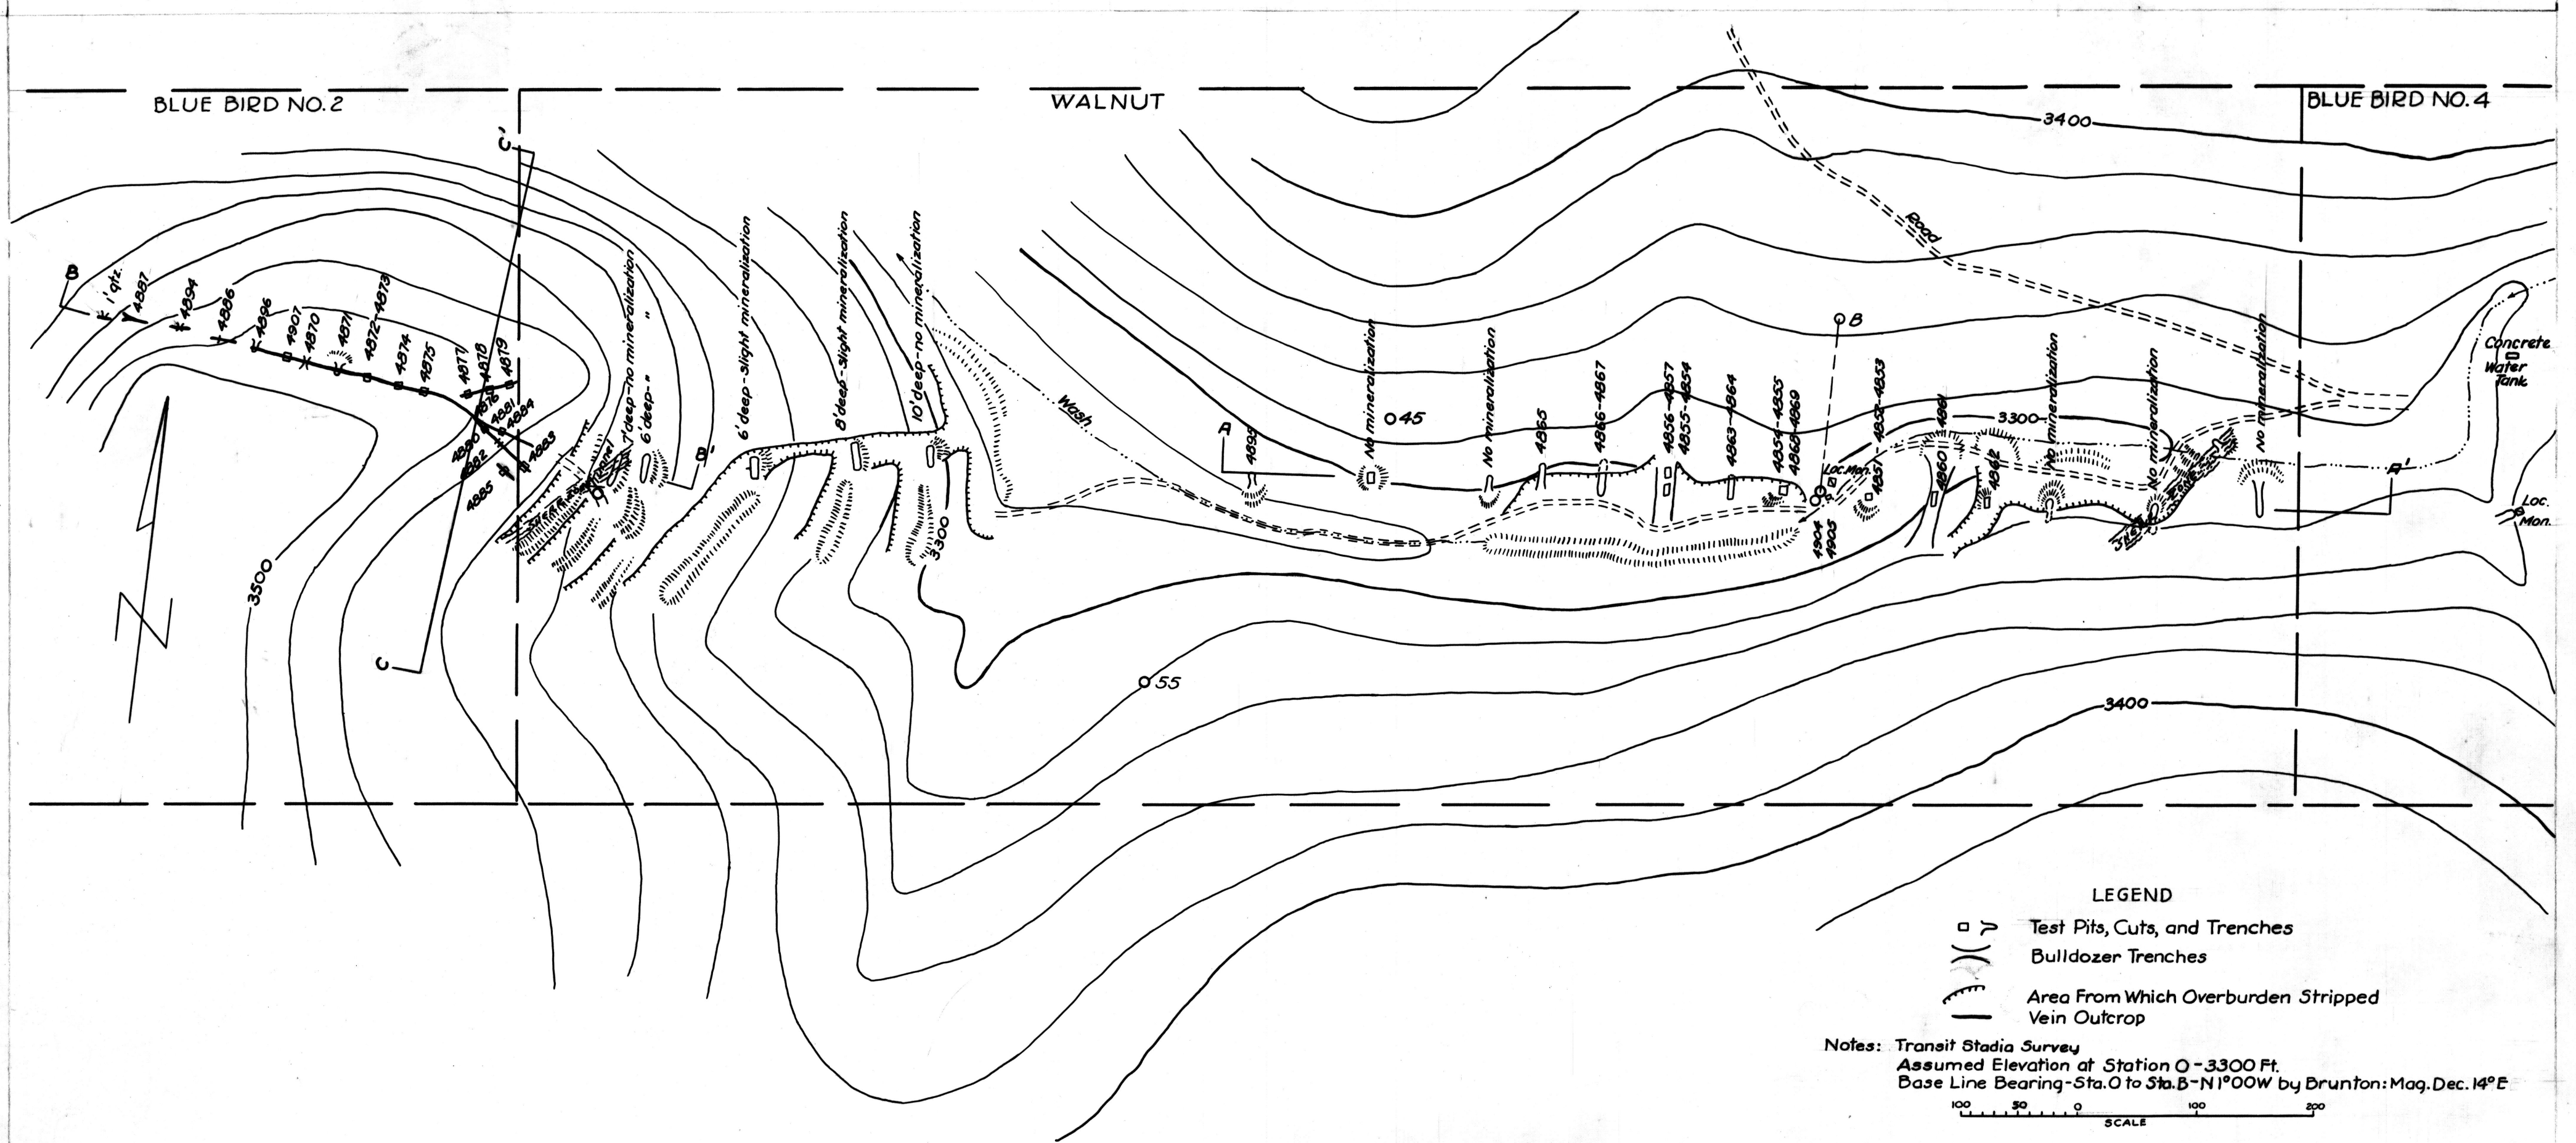 BLUE BIRD NO. 2
WALNUT
BLUE BIRD NO. 4
C'
3400
Road
B
1' qtz.
4887
4894
4886
4896
4907
4870
4871
4872-4873
4874
4875
4877
4878
4879
4876
4881
4884
4880
4882
4883
4885
7' deep-no mineralization
6' deep- " "
6' deep-slight mineralization
8' deep-slight mineralization
10' deep-no mineralization
B'
Wash
A
4895
No mineralization
45
No mineralization
4865
4866-4867
4856-4857
4855-4854
4863-4864
4854-4855
4868-4869
B
Loc. Mon.
4852-4853
4851
4904
4905
4861
4860
4862
3300
No mineralization
No mineralization
No mineralization
A'
Concrete
Water
Tank
Loc.
Mon.
SHEAR ZONE
3300
3500
C
55
3400
N
LEGEND
Test Pits, Cuts, and Trenches
Bulldozer Trenches
Area From Which Overburden Stripped
Vein Outcrop
Notes: Transit Stadia Survey
Assumed Elevation at Station O-3300 Ft.
Base Line Bearing-Sta.O to Sta.B-N1°00W by Brunton: Mag. Dec. 14°E
100 50 0 100 200
SCALE